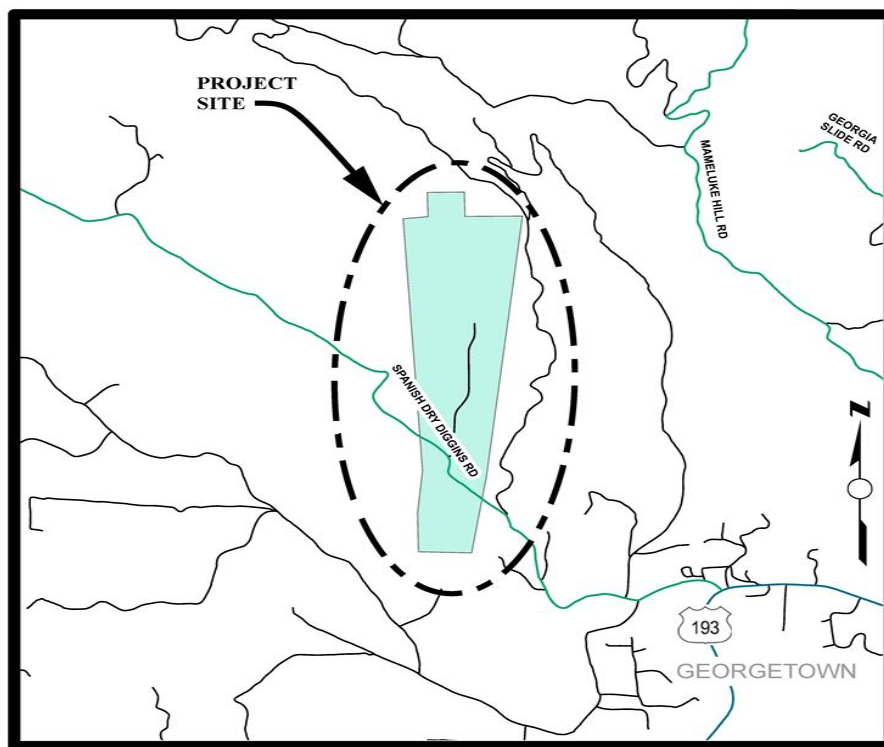 PROJECT
SITE
GEORGIA
SLIDE RD
MAMELUKE HILL RD
SPANISH DRY DIGGINS RD
N
193
GEORGETOWN